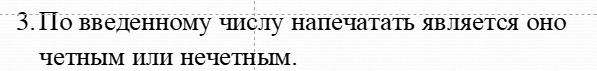 3. По введенному числу напечатать является оно
четным или нечетным.